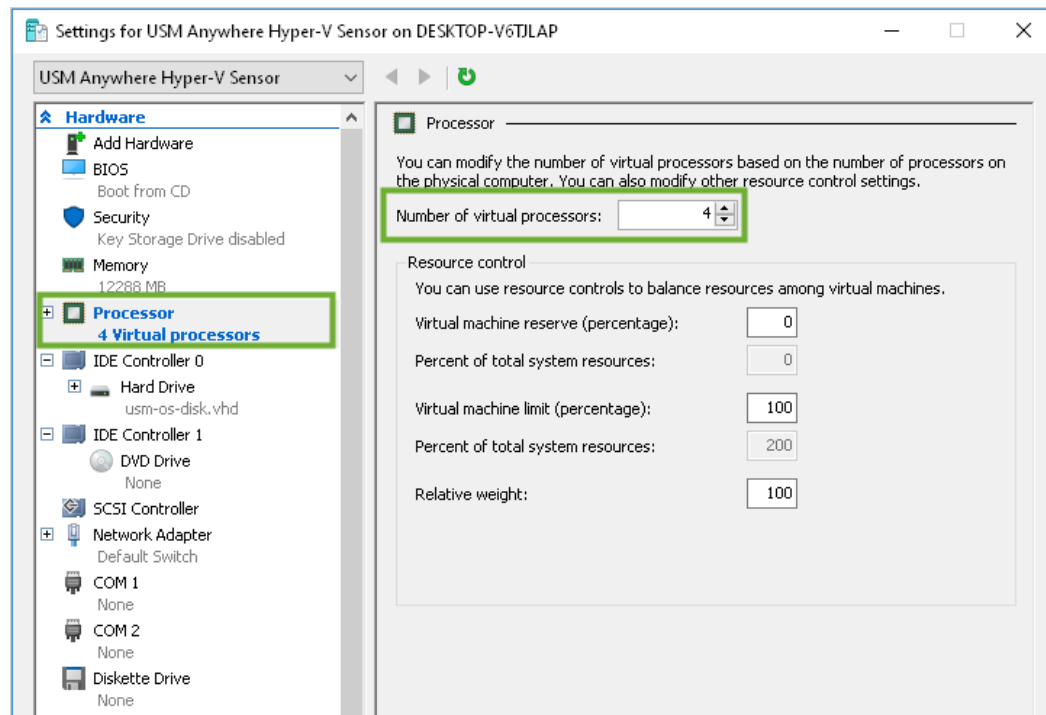 Settings for USM Anywhere Hyper-V Sensor on DESKTOP-V6TJLAP
USM Anywhere Hyper-V Sensor
Hardware
Add Hardware
BIOS
Boot from CD
Security
Key Storage Drive disabled
Memory
12288 MB
Processor
4 Virtual processors
IDE Controller 0
Hard Drive
usm-os-disk.vhd
IDE Controller 1
DVD Drive
None
SCSI Controller
Network Adapter
Default Switch
COM 1
None
COM 2
None
Diskette Drive
None
Processor
You can modify the number of virtual processors based on the number of processors on
the physical computer. You can also modify other resource control settings.
Number of virtual processors: 4
Resource control
You can use resource controls to balance resources among virtual machines.
Virtual machine reserve (percentage): 0
Percent of total system resources: 0
Virtual machine limit (percentage): 100
Percent of total system resources: 200
Relative weight: 100